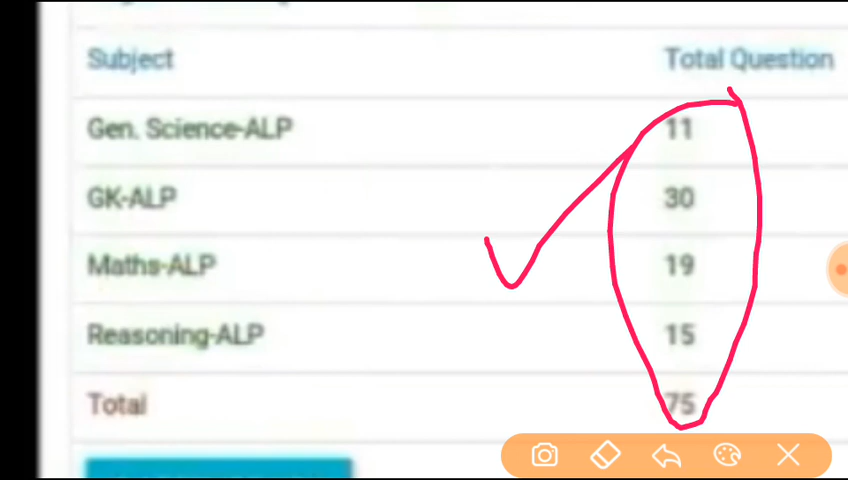 Subject Total Question
Gen. Science-ALP 11
GK-ALP 30
Maths-ALP 19
Reasoning-ALP 15
Total 75